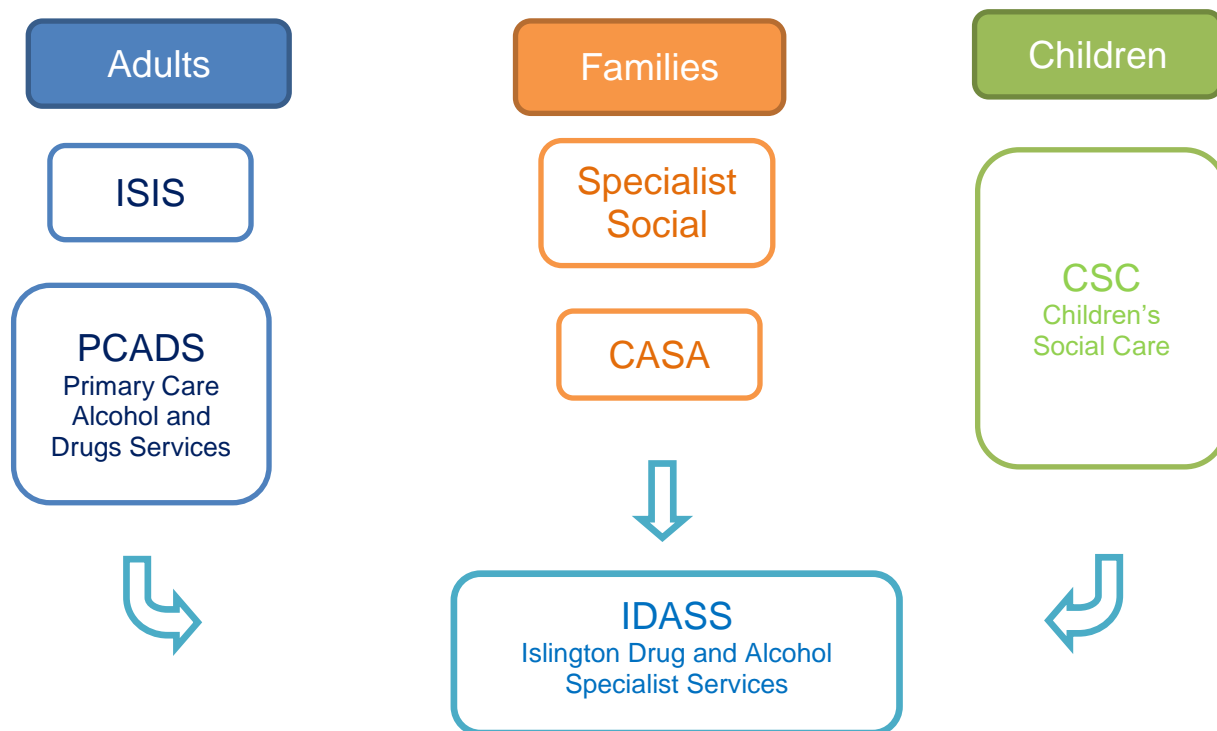 Adults
ISIS
PCADS
Primary Care
Alcohol and
Drugs Services
Families
Specialist
Social
CASA
Children
CSC
Children’s
Social Care
IDASS
Islington Drug and Alcohol
Specialist Services